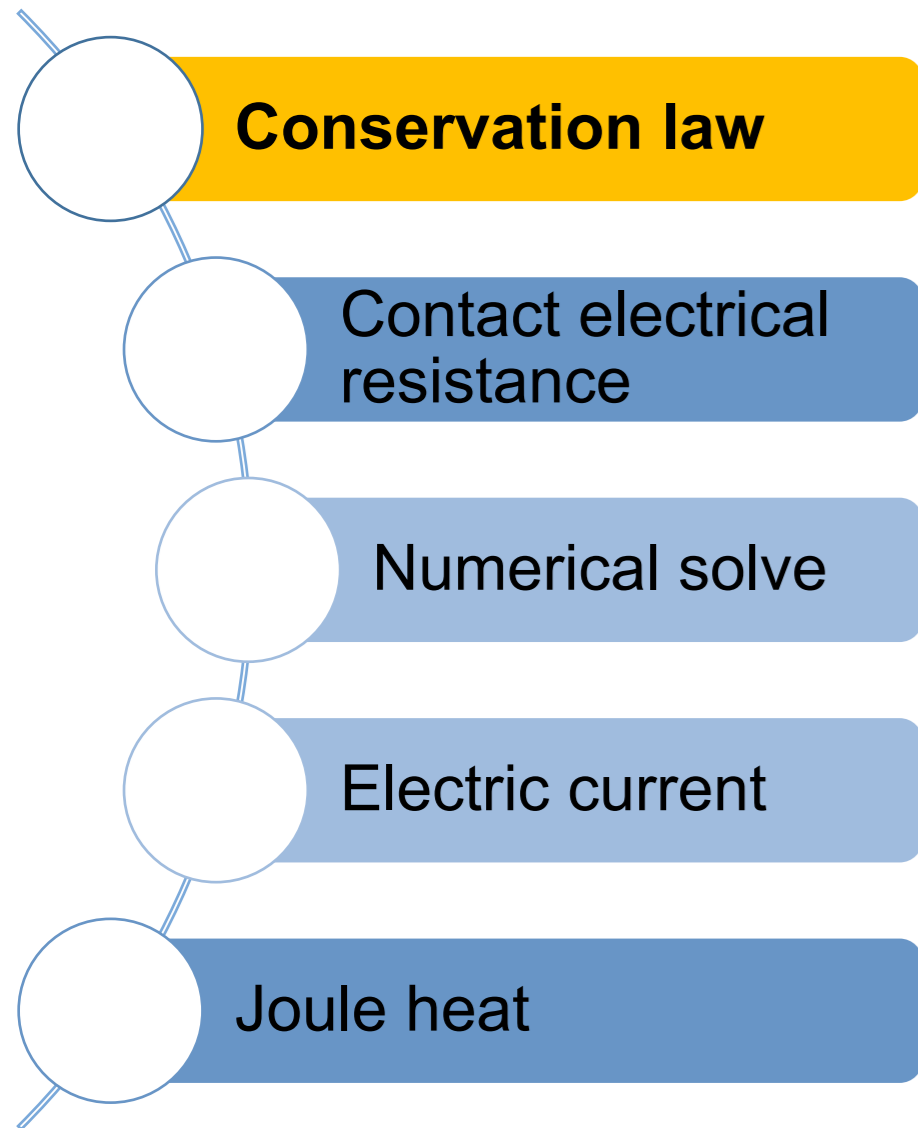 Conservation law
Contact electrical
resistance
Numerical solve
Electric current
Joule heat